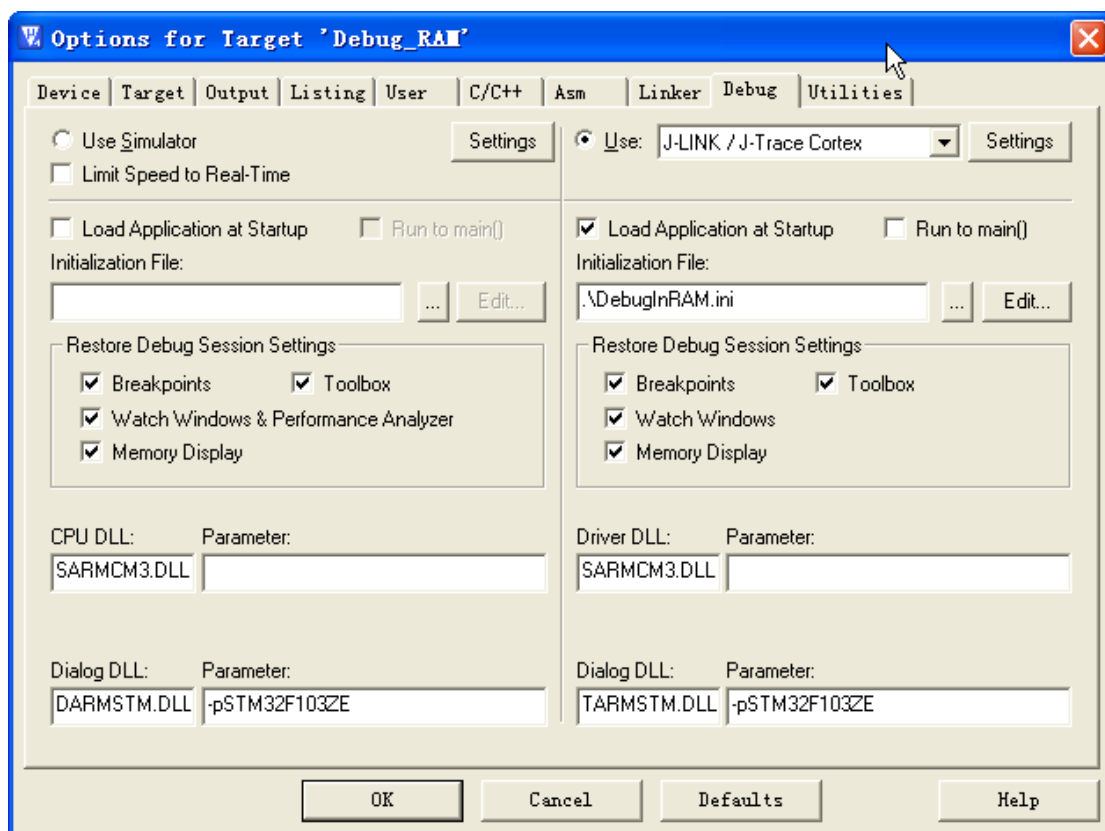 Options for Target 'Debug_RAM'
Device Target Output Listing User C/C++ Asm Linker Debug Utilities
Use Simulator Settings
Limit Speed to Real-Time
Use: J-LINK / J-Trace Cortex Settings
Load Application at Startup Run to main()
Initialization File:
... Edit...
Restore Debug Session Settings
Breakpoints Toolbox
Watch Windows & Performance Analyzer
Memory Display
CPU DLL: Parameter:
SARMCM3.DLL
Dialog DLL: Parameter:
DARMSTM.DLL -pSTM32F103ZE
Load Application at Startup Run to main()
Initialization File:
.\DebugInRAM.ini ... Edit...
Restore Debug Session Settings
Breakpoints Toolbox
Watch Windows
Memory Display
Driver DLL: Parameter:
SARMCM3.DLL
Dialog DLL: Parameter:
TARMSTM.DLL -pSTM32F103ZE
OK Cancel Defaults Help